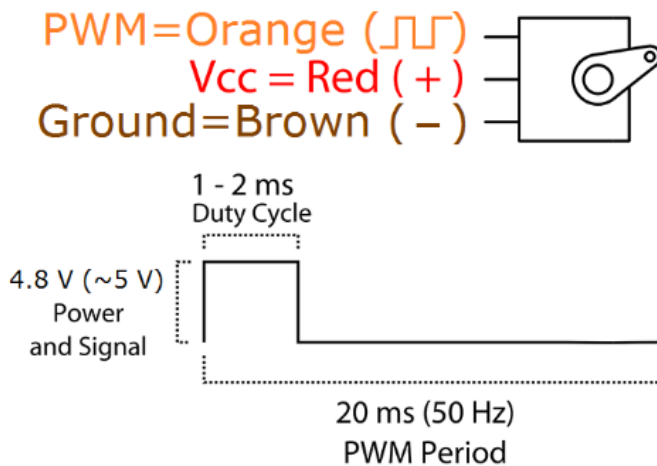 PWM=Orange ( )
Vcc = Red ( + )
Ground=Brown ( − )
1 - 2 ms
Duty Cycle
4.8 V (~5 V)
Power
and Signal
20 ms (50 Hz)
PWM Period